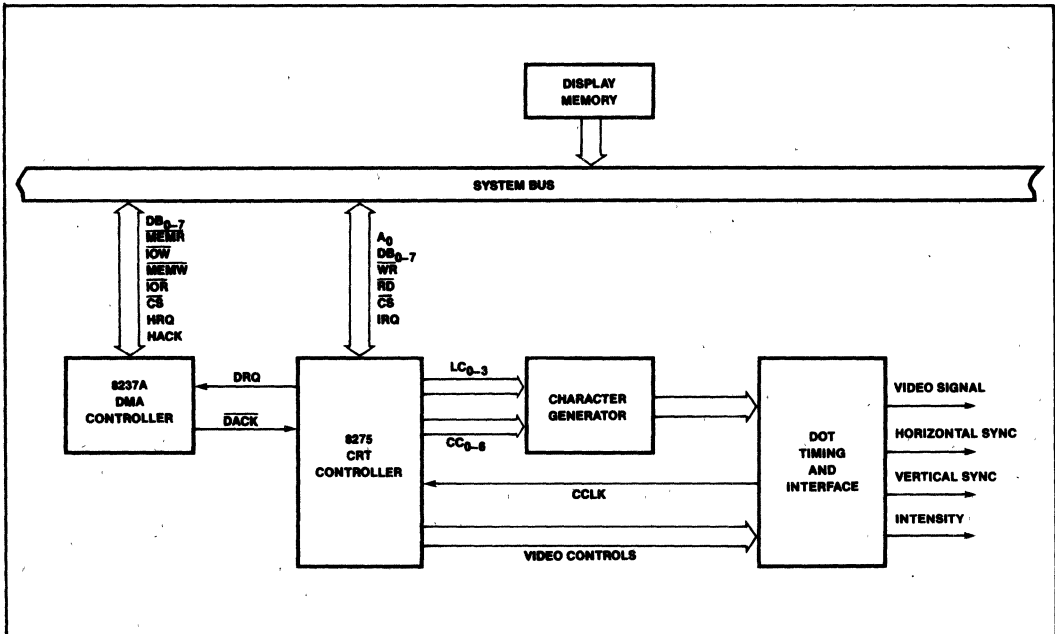 DISPLAY
MEMORY
SYSTEM BUS
DB0–7
MEMR
IOW
MEMW
IOR
CS
HRQ
HACK
A0
DB0–7
WR
RD
CS
IRQ
8237A
DMA
CONTROLLER
DRQ
DACK
8275
CRT
CONTROLLER
LC0–3
CC0–6
CHARACTER
GENERATOR
CCLK
VIDEO CONTROLS
DOT
TIMING
AND
INTERFACE
VIDEO SIGNAL
HORIZONTAL SYNC
VERTICAL SYNC
INTENSITY